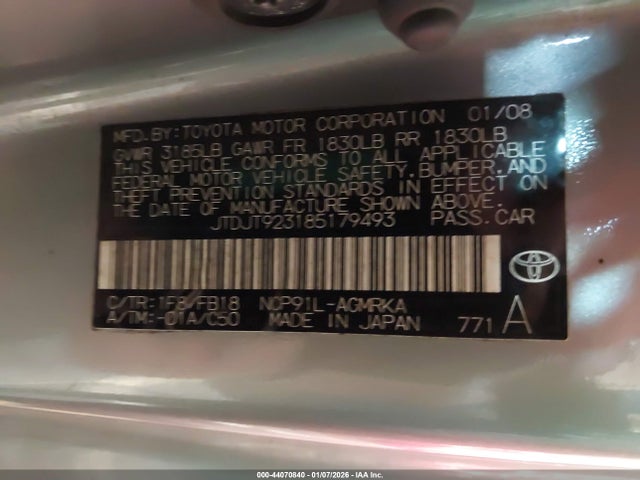 MFD.BY:TOYOTA MOTOR CORPORATION 01/08
GVWR 3185LB GAWR FR 1830LB RR 1830LB
THIS VEHICLE CONFORMS TO ALL APPLICABLE
FEDERAL MOTOR VEHICLE SAFETY,BUMPER,AND
THEFT PREVENTION STANDARDS IN EFFECT ON
THE DATE OF MANUFACTURE SHOWN ABOVE.
JTDJT923185179493 PASS.CAR
C/TR:1F8/FB18 NCP91L-AGMRKA
A/TM:-01A/C50 MADE IN JAPAN 771 A
000-44070840 - 01/07/2026 - IAA Inc.